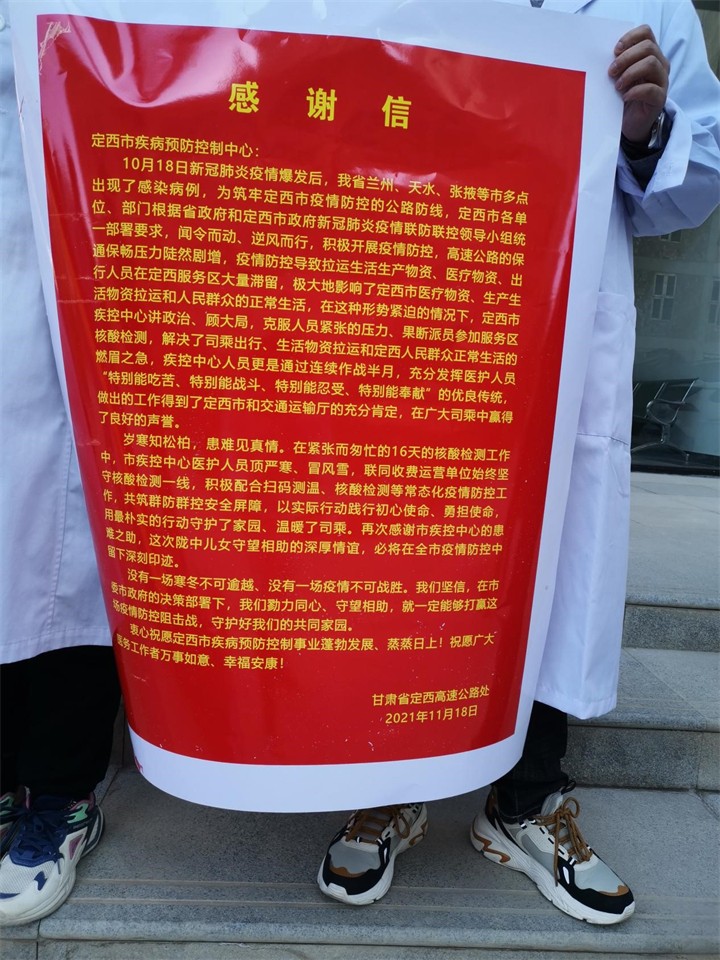 感谢信
定西市疾病预防控制中心：
10月18日新冠肺炎疫情爆发后，我省兰州、天水、张掖等市多点
出现了感染病例，为筑牢定西市疫情防控的公路防线，定西市各单
位、部门根据省政府和定西市政府新冠肺炎疫情联防联控领导小组统
一部署要求，闻令而动、逆风而行，积极开展疫情防控，高速公路的保
通保畅压力陡然剧增，疫情防控导致拉运生活生产物资、医疗物资、出
行人员在定西服务区大量滞留，极大地影响了定西市医疗物资、生产生
活物资拉运和人民群众的正常生活，在这种形势紧迫的情况下，定西市
疾控中心讲政治、顾大局，克服人员紧张的压力、果断派员参加服务区
核酸检测，解决了司乘出行、生活物资拉运和定西人民群众正常生活的
燃眉之急，疾控中心人员更是通过连续作战半月，充分发挥医护人员
“特别能吃苦、特别能战斗、特别能忍受、特别能奉献”的优良传统，
做出的工作得到了定西市和交通运输厅的充分肯定，在广大司乘中赢得
了良好的声誉。
岁寒知松柏，患难见真情。在紧张而匆忙的16天的核酸检测工作
中，市疾控中心医护人员顶严寒、冒风雪，联同收费运营单位始终坚
守核酸检测一线，积极配合扫码测温、核酸检测等常态化疫情防控工
作，共筑群防群控安全屏障，以实际行动践行初心使命、勇担使命，
用最朴实的行动守护了家园、温暖了司乘。再次感谢市疾控中心的患
难之助，这次陇中儿女守望相助的深厚情谊，必将在全市疫情防控中
留下深刻印迹。
没有一场寒冬不可逾越、没有一场疫情不可战胜。我们坚信，在市
委市政府的决策部署下，我们勠力同心、守望相助，就一定能够打赢这
场疫情防控阻击战，守护好我们的共同家园。
衷心祝愿定西市疾病预防控制事业蓬勃发展、蒸蒸日上！祝愿广大
医务工作者万事如意、幸福安康！
甘肃省定西高速公路处
2021年11月18日